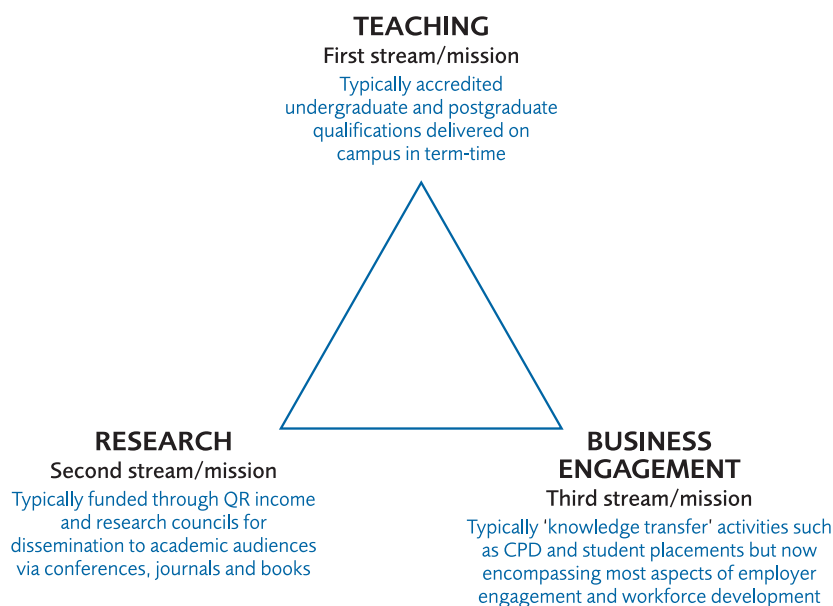 TEACHING
First stream/mission
Typically accredited
undergraduate and postgraduate
qualifications delivered on
campus in term-time
RESEARCH
Second stream/mission
Typically funded through QR income
and research councils for
dissemination to academic audiences
via conferences, journals and books
BUSINESS
ENGAGEMENT
Third stream/mission
Typically ‘knowledge transfer’ activities such
as CPD and student placements but now
encompassing most aspects of employer
engagement and workforce development